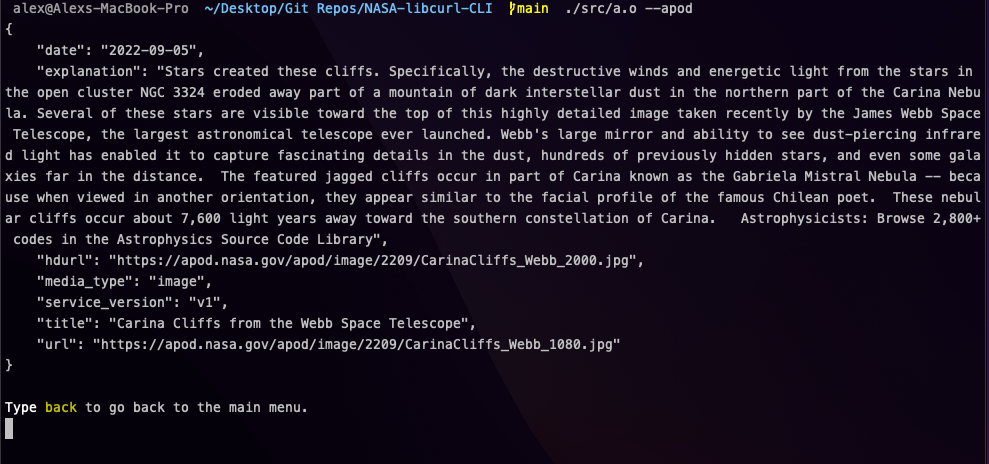 alex@Alexs-MacBook-Pro ~/Desktop/Git Repos/NASA-libcurl-CLI main ./src/a.o --apod
{
    "date": "2022-09-05",
    "explanation": "Stars created these cliffs. Specifically, the destructive winds and energetic light from the stars in
the open cluster NGC 3324 eroded away part of a mountain of dark interstellar dust in the northern part of the Carina Nebu
la. Several of these stars are visible toward the top of this highly detailed image taken recently by the James Webb Space
 Telescope, the largest astronomical telescope ever launched. Webb's large mirror and ability to see dust-piercing infrare
d light has enabled it to capture fascinating details in the dust, hundreds of previously hidden stars, and even some gala
xies far in the distance.  The featured jagged cliffs occur in part of Carina known as the Gabriela Mistral Nebula -- beca
use when viewed in another orientation, they appear similar to the facial profile of the famous Chilean poet.  These nebul
ar cliffs occur about 7,600 light years away toward the southern constellation of Carina.   Astrophysicists: Browse 2,800+
 codes in the Astrophysics Source Code Library",
    "hdurl": "https://apod.nasa.gov/apod/image/2209/CarinaCliffs_Webb_2000.jpg",
    "media_type": "image",
    "service_version": "v1",
    "title": "Carina Cliffs from the Webb Space Telescope",
    "url": "https://apod.nasa.gov/apod/image/2209/CarinaCliffs_Webb_1080.jpg"
}
Type back to go back to the main menu.